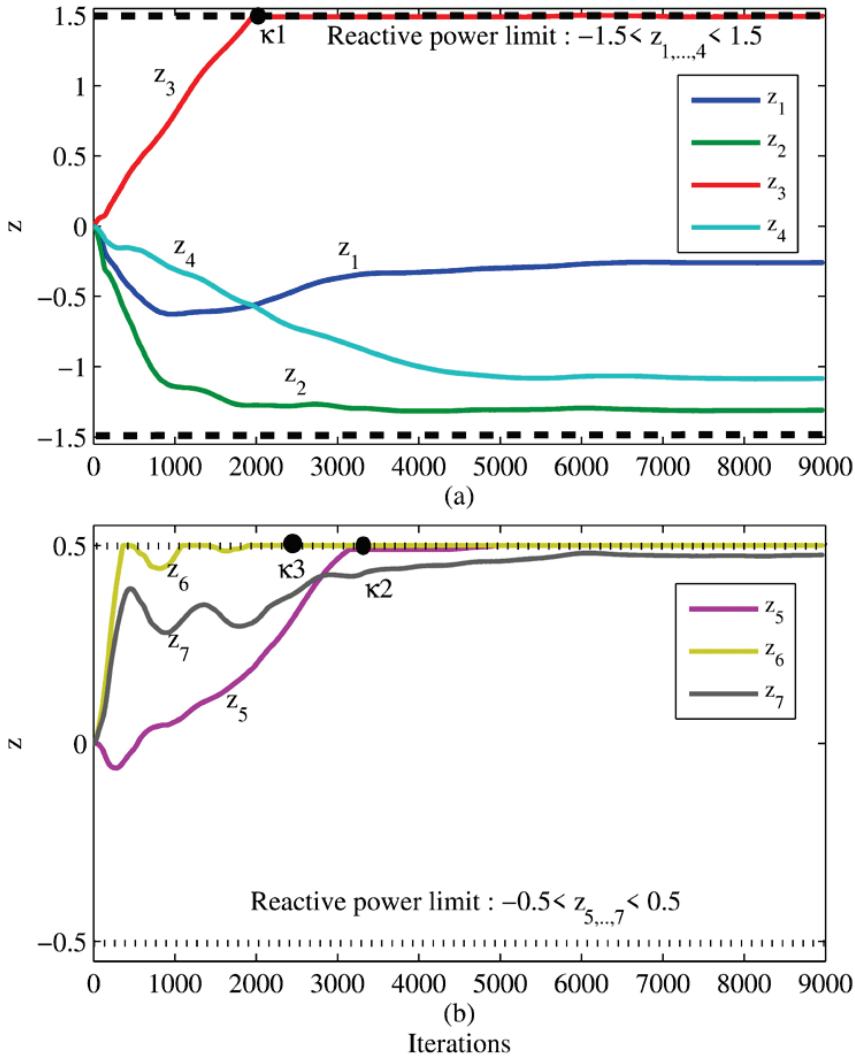 1.5
κ1
Reactive power limit : −1.5< z1,...,4 < 1.5
z3
1
z1
z2
0.5
z3
z4
0
z
z4
z1
−0.5
−1
z2
−1.5
0 1000 2000 3000 4000 5000 6000 7000 8000 9000
(a)
0.5
κ3
κ2
z6
z7
z5
z5
z6
z7
z
0
Reactive power limit : −0.5< z5,..,7 < 0.5
−0.5
0 1000 2000 3000 4000 5000 6000 7000 8000 9000
(b)
Iterations